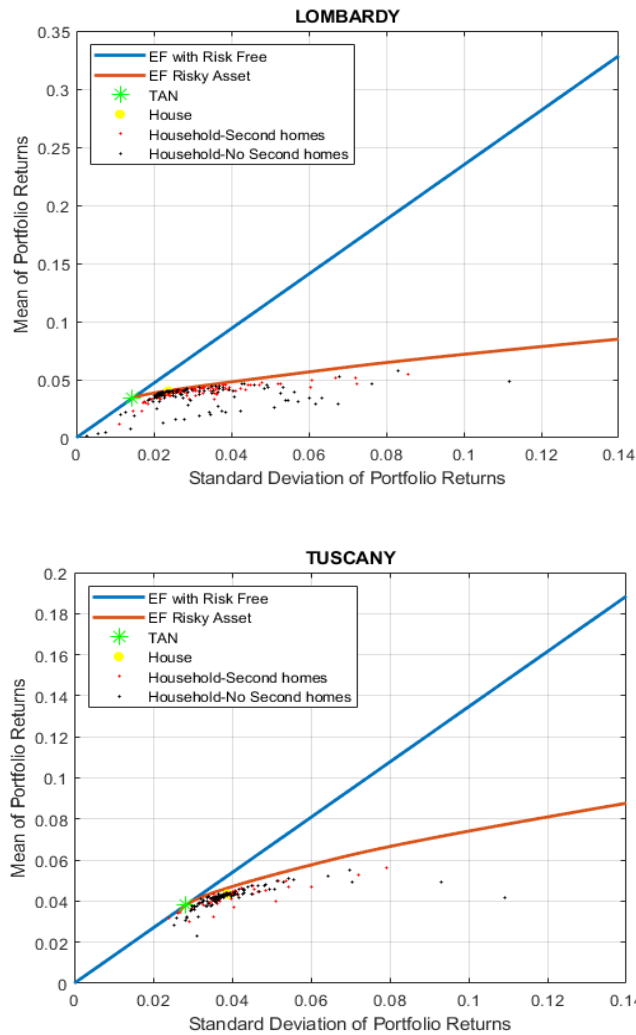 LOMBARDY
0.35
0.3
0.25
0.2
0.15
0.1
0.05
0
EF with Risk Free
EF Risky Asset
TAN
House
Household-Second homes
Household-No Second homes
Mean of Portfolio Returns
0 0.02 0.04 0.06 0.08 0.1 0.12 0.14
Standard Deviation of Portfolio Returns
TUSCANY
0.2
0.18
0.16
0.14
0.12
0.1
0.08
0.06
0.04
0.02
0
EF with Risk Free
EF Risky Asset
TAN
House
Household-Second homes
Household-No Second homes
Mean of Portfolio Returns
0 0.02 0.04 0.06 0.08 0.1 0.12 0.14
Standard Deviation of Portfolio Returns